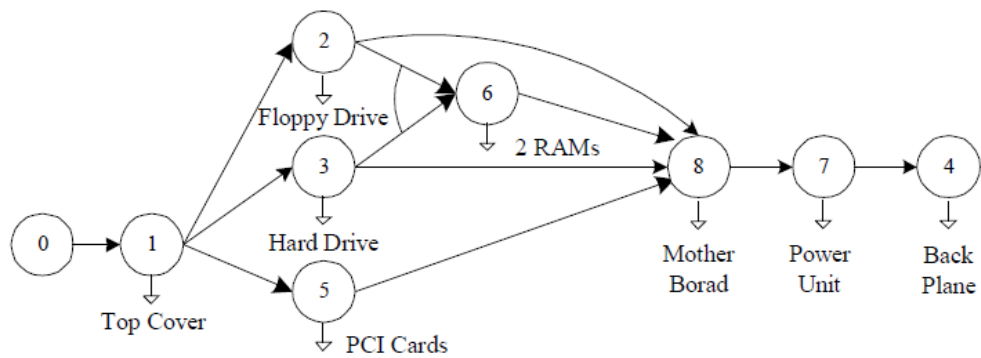 2
Floppy Drive
6
2 RAMs
3
Hard Drive
8
Mother
Borad
7
Power
Unit
4
Back
Plane
0
1
Top Cover
5
PCI Cards